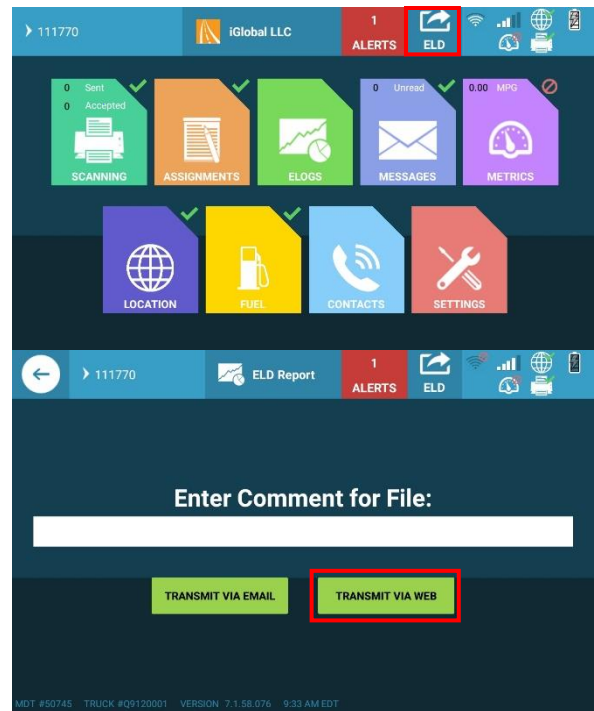 111770
iGlobal LLC
1
ALERTS
ELD
0 Sent
0 Accepted
SCANNING
ASSIGNMENTS
ELOGS
0 Unread
MESSAGES
0.00 MPG
METRICS
LOCATION
FUEL
CONTACTS
SETTINGS
111770
ELD Report
1
ALERTS
ELD
Enter Comment for File:
TRANSMIT VIA EMAIL
TRANSMIT VIA WEB
MDT #50745 TRUCK #Q9120001 VERSION 7.1.58.076 9:33 AM EDT